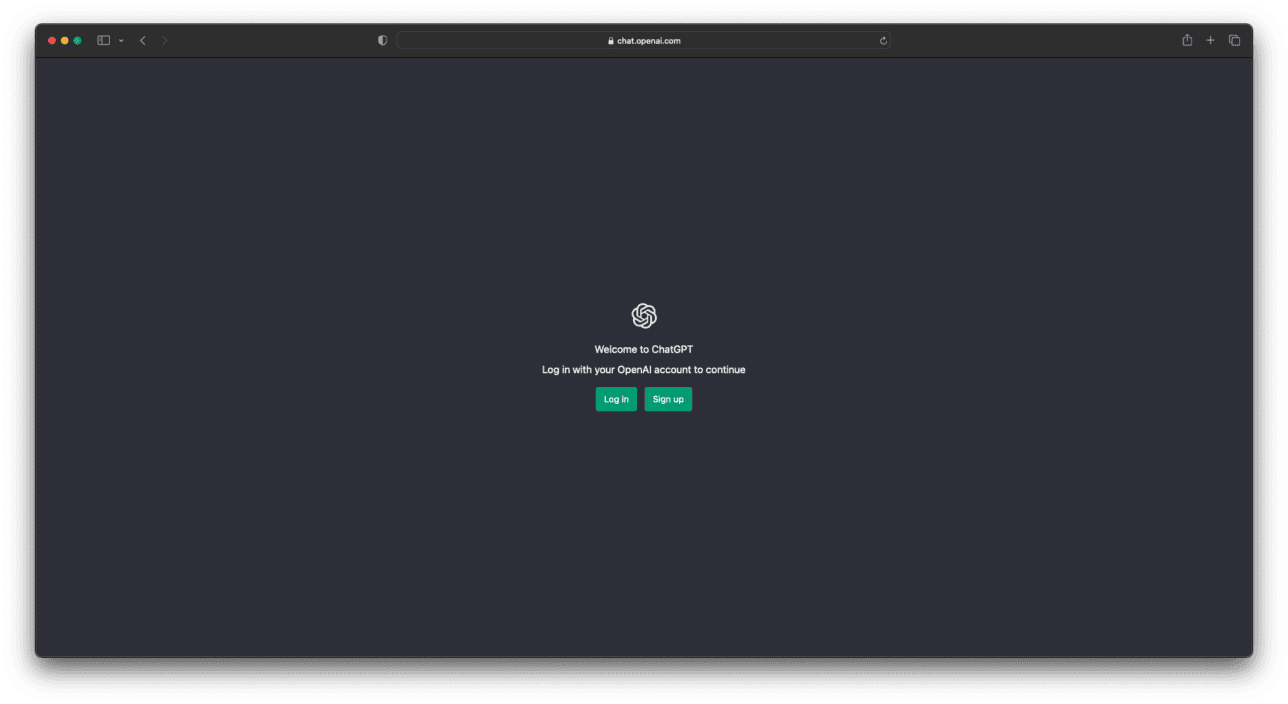 chat.openai.com
Welcome to ChatGPT
Log in with your OpenAI account to continue
Log in
Sign up